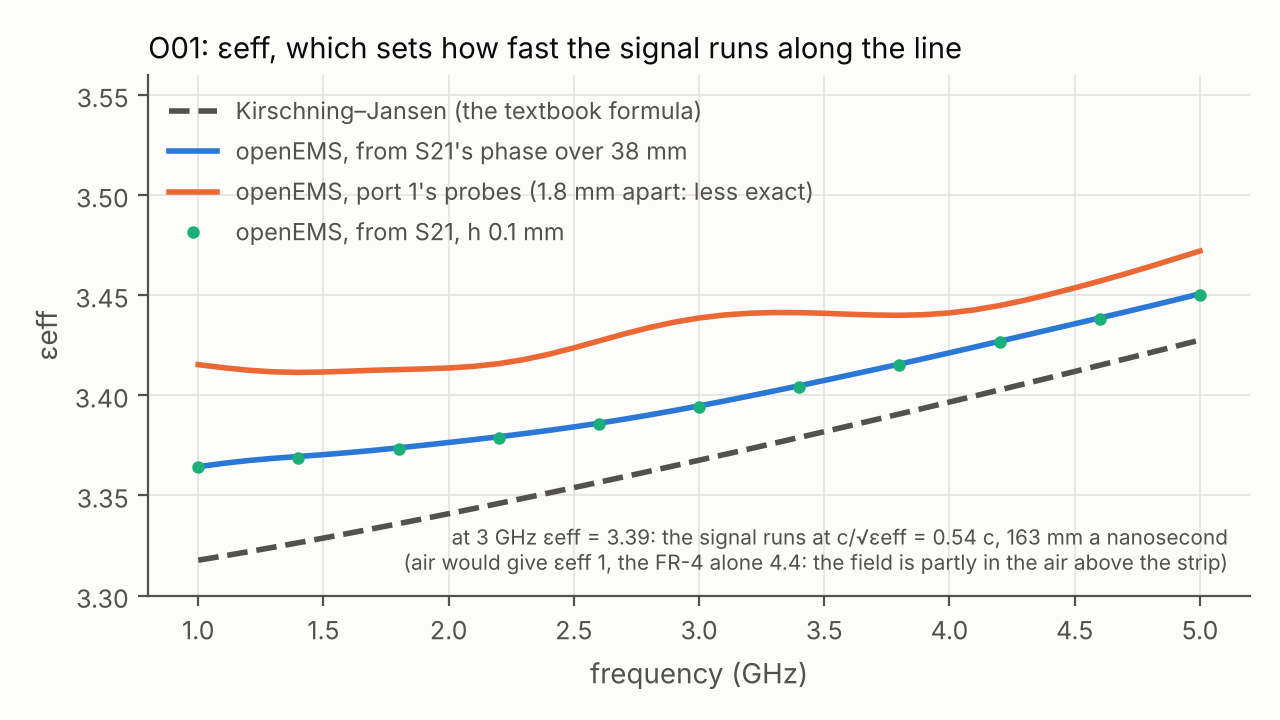 O01: εeff, which sets how fast the signal runs along the line
3.55
3.50
3.45
3.40
3.35
3.30
εeff
Kirschning–Jansen (the textbook formula)
openEMS, from S21's phase over 38 mm
openEMS, port 1's probes (1.8 mm apart: less exact)
openEMS, from S21, h 0.1 mm
at 3 GHz εeff = 3.39: the signal runs at c/√εeff = 0.54 c, 163 mm a nanosecond
(air would give εeff 1, the FR-4 alone 4.4: the field is partly in the air above the strip)
1.0 1.5 2.0 2.5 3.0 3.5 4.0 4.5 5.0
frequency (GHz)